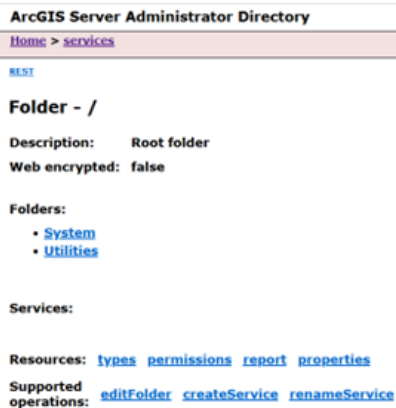 ArcGIS Server Administrator Directory
Home > services
REST
Folder - /
Description: Root folder
Web encrypted: false
Folders:
• System
• Utilities
Services:
Resources: types permissions report properties
Supported
operations: editFolder createService renameService